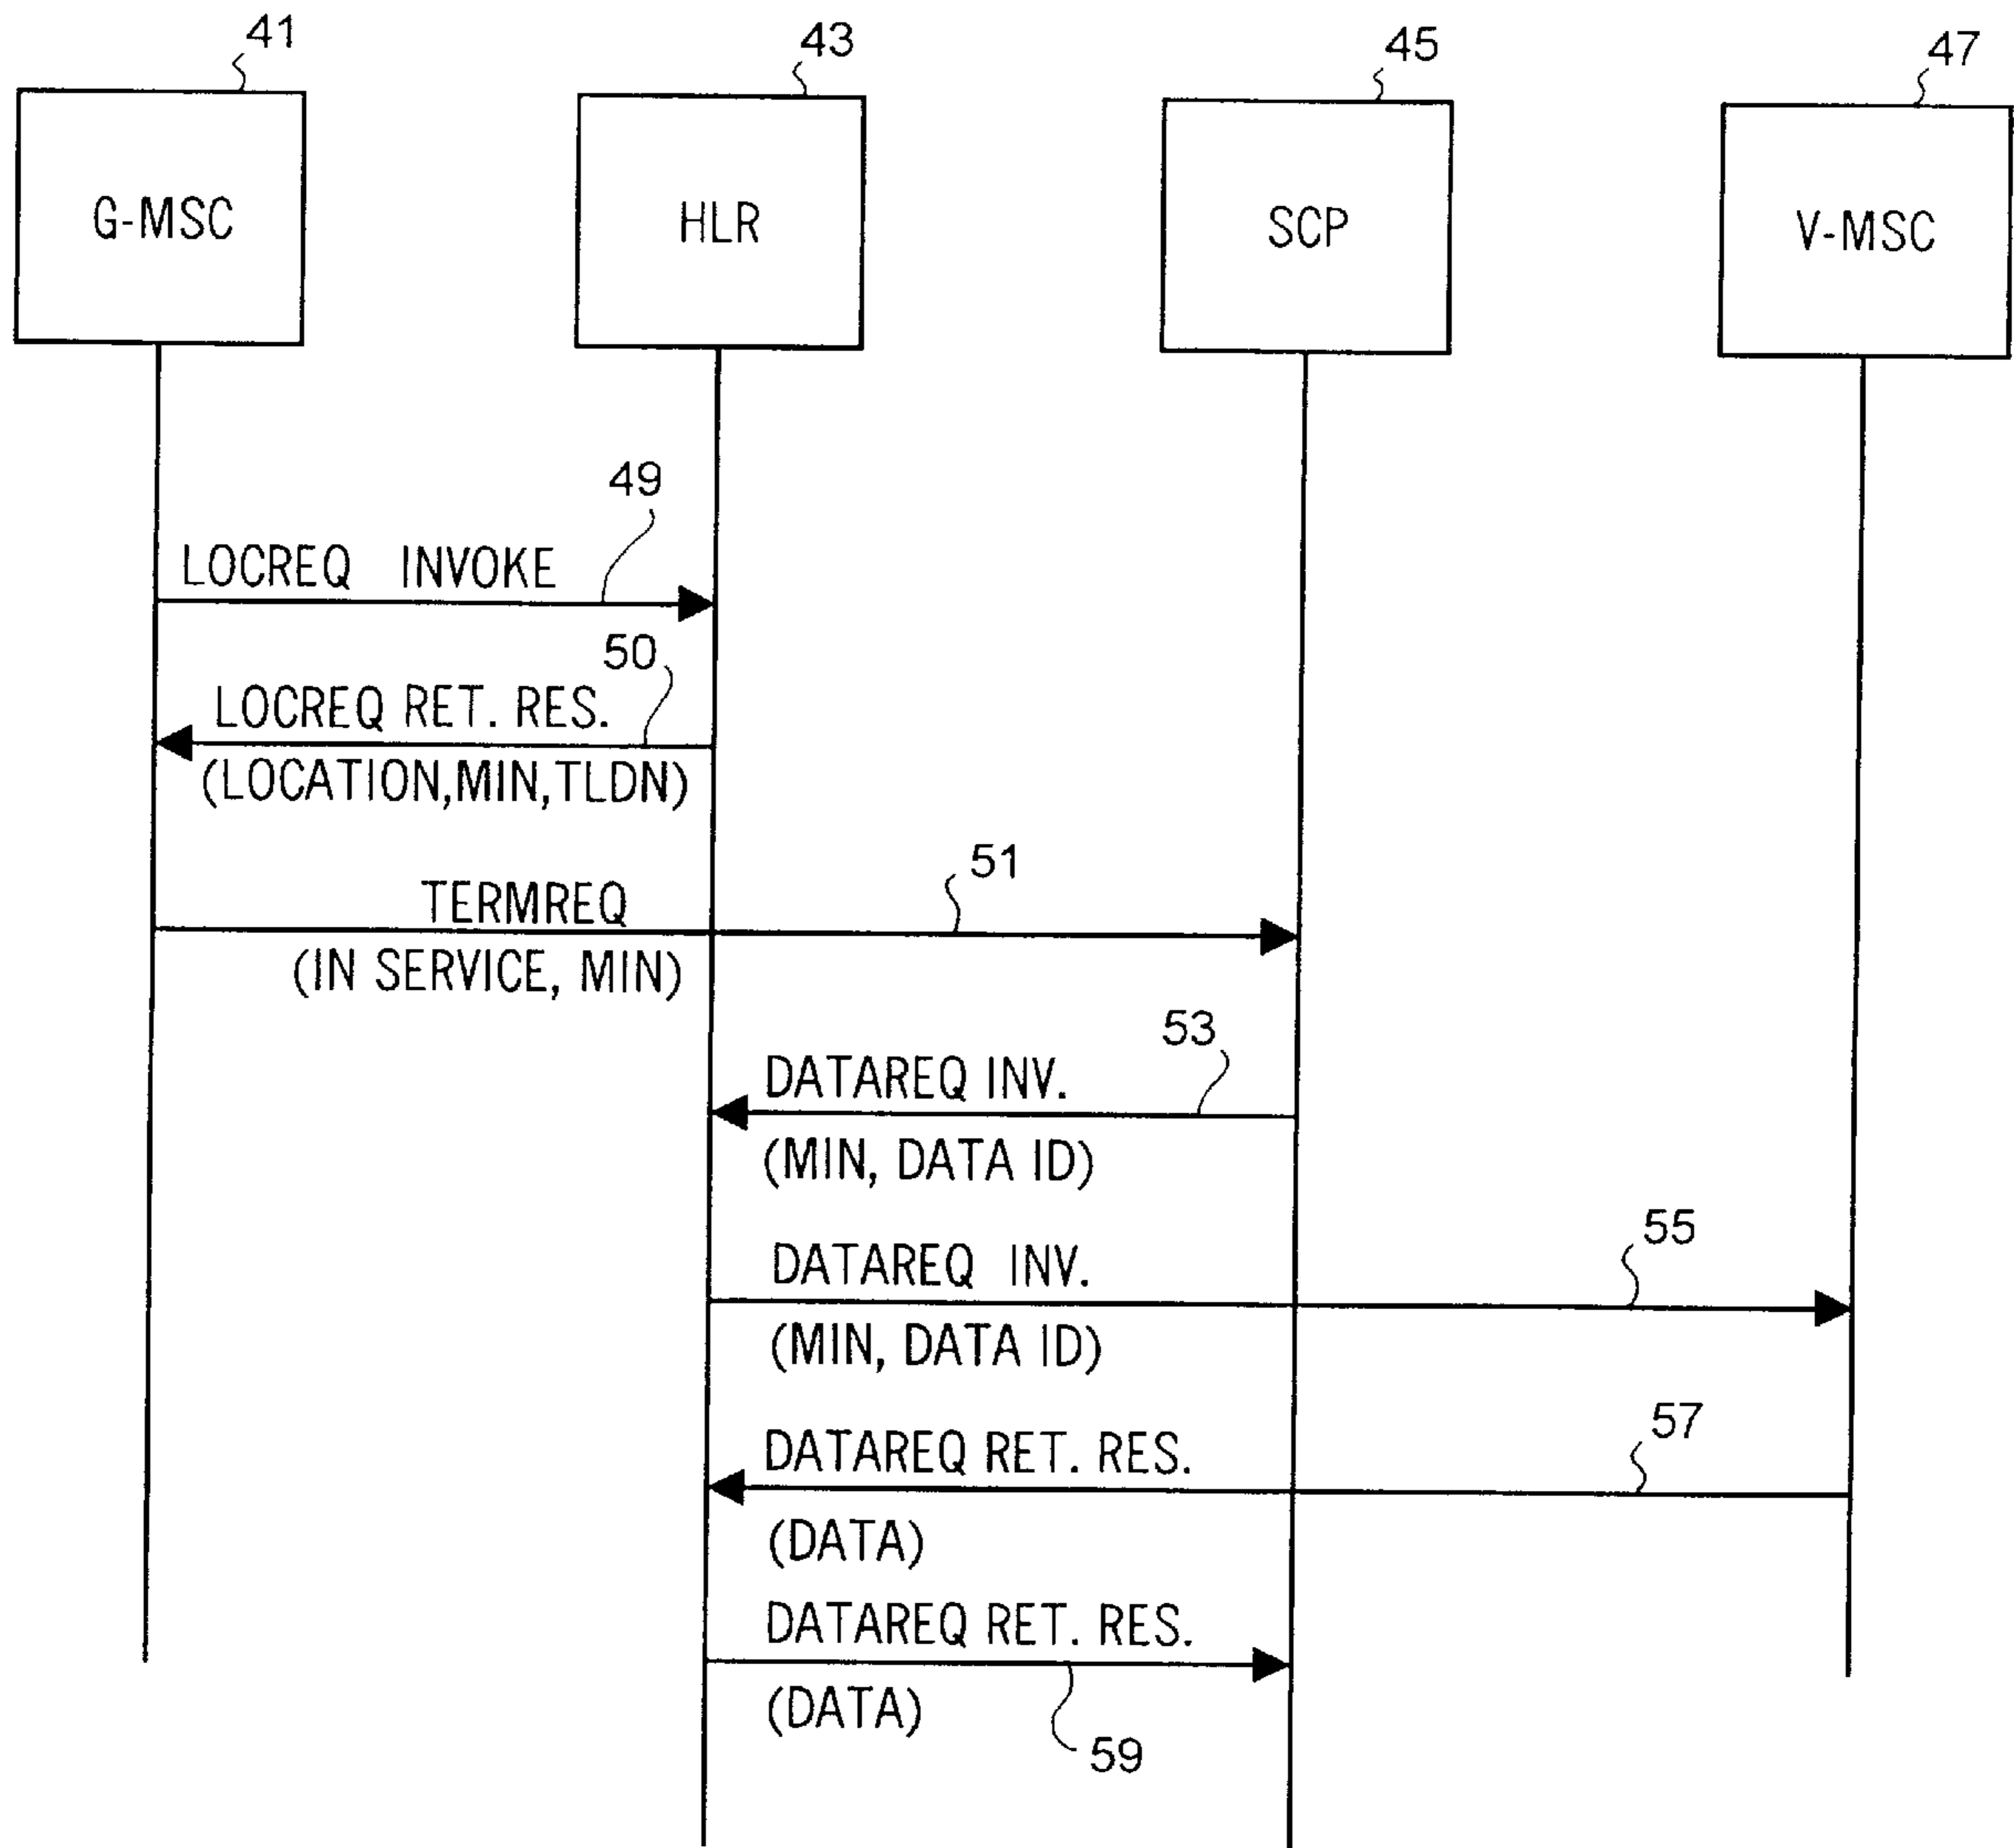 41
43
45
47
G-MSC
HLR
SCP
V-MSC
49
LOCREQ INVOKE
50
LOCREQ RET. RES.
(LOCATION,MIN,TLDN)
51
TERMREQ
(IN SERVICE, MIN)
53
DATAREQ INV.
(MIN, DATA ID)
55
DATAREQ INV.
(MIN, DATA ID)
57
DATAREQ RET. RES.
(DATA)
DATAREQ RET. RES.
(DATA)
59